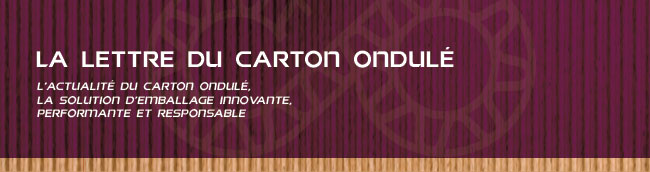 LA LETTRE DU CARTON ONDULÉ
L'ACTUALITÉ DU CARTON ONDULÉ,
LA SOLUTION D'EMBALLAGE INNOVANTE,
PERFORMANTE ET RESPONSABLE